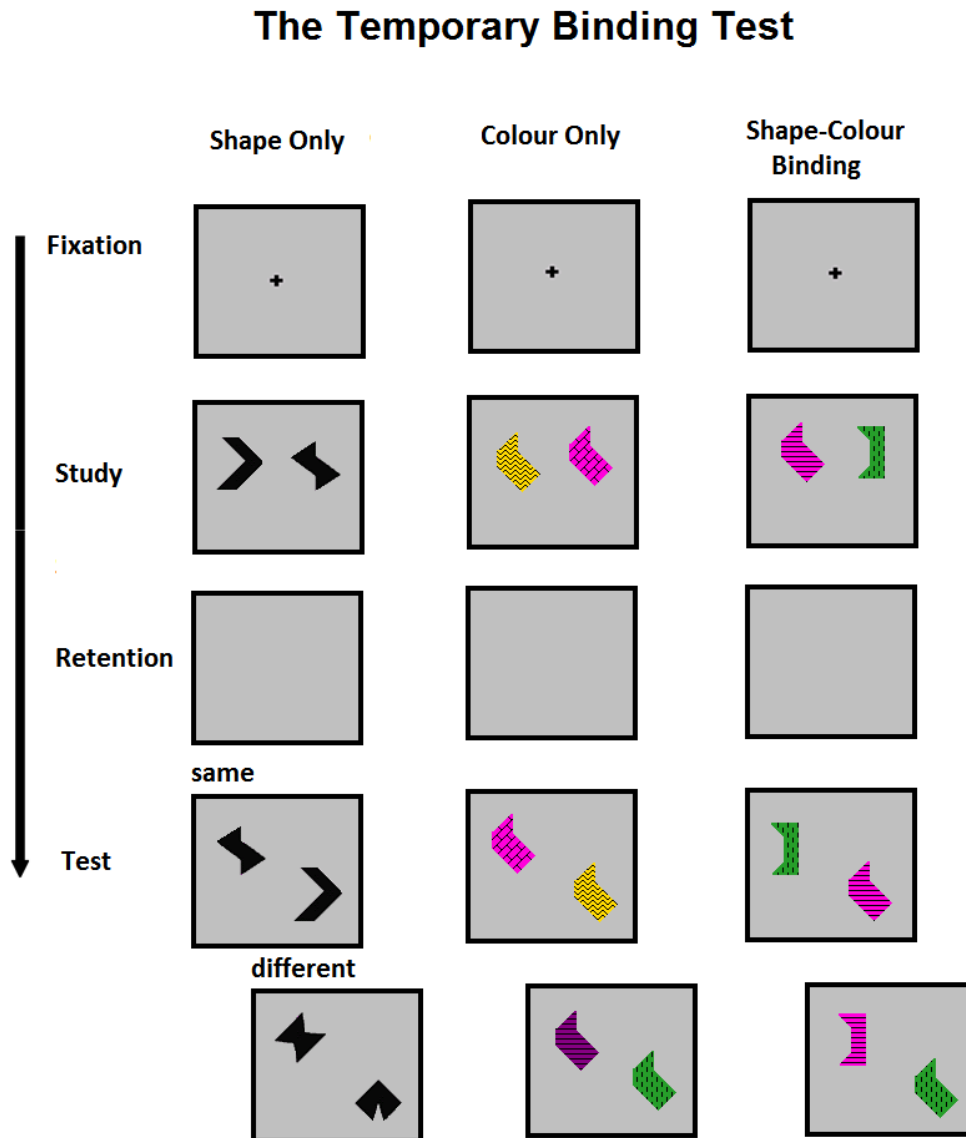 The Temporary Binding Test
Shape Only
Colour Only
Shape-Colour
Binding
Fixation
Study
Retention
same
Test
different